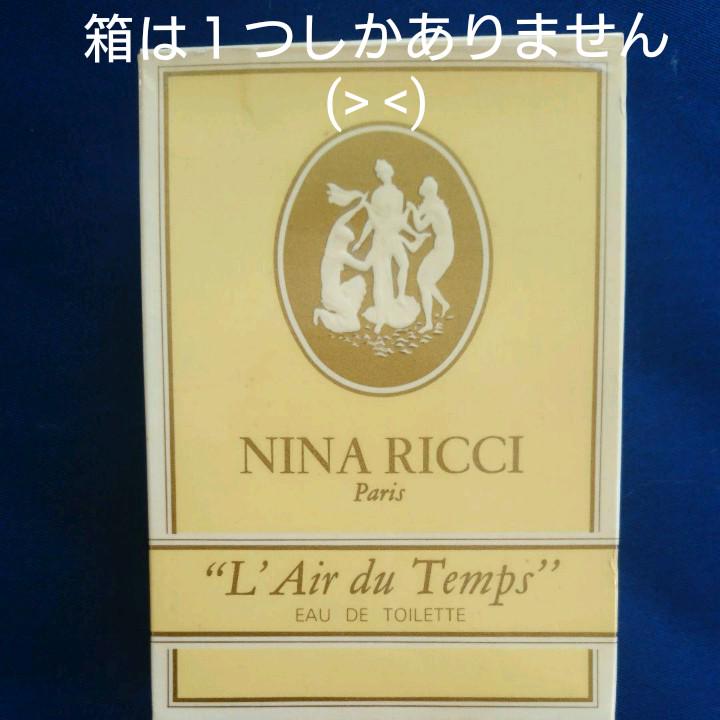 箱は１つしかありません
(> <)
NINA RICCI
Paris
“L’Air du Temps”
EAU DE TOILETTE